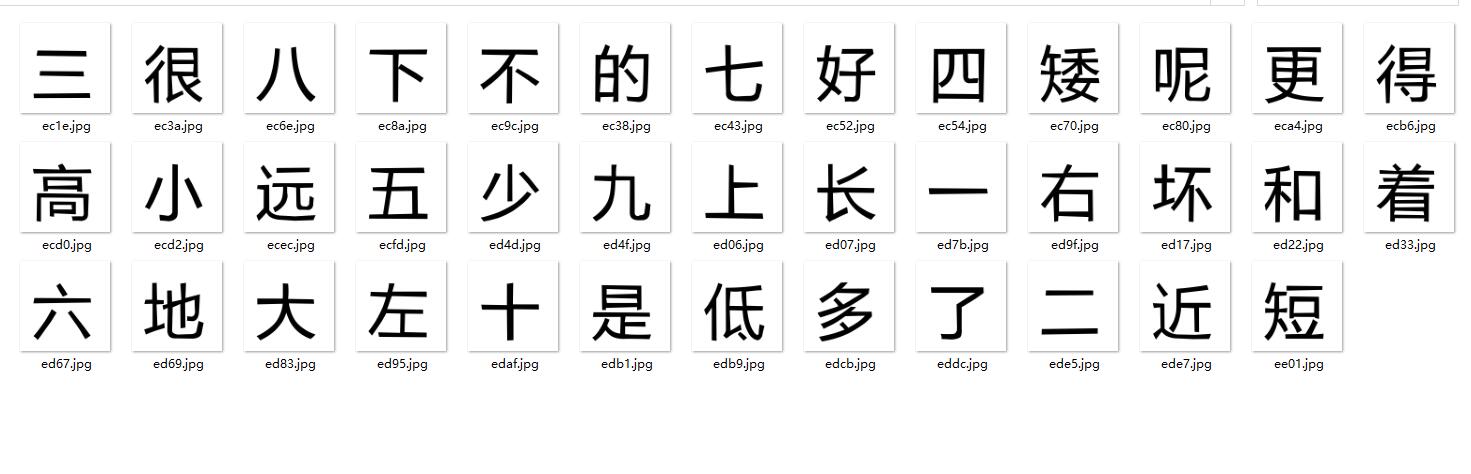 三 很 八 下 不 的 七 好 四 矮 呢 更 得
ec1e.jpg ec3a.jpg ec6e.jpg ec8a.jpg ec9c.jpg ec38.jpg ec43.jpg ec52.jpg ec54.jpg ec70.jpg ec80.jpg eca4.jpg ecb6.jpg
高 小 远 五 少 九 上 长 一 右 坏 和 着
ecd0.jpg ecd2.jpg ecec.jpg ecfd.jpg ed4d.jpg ed4f.jpg ed06.jpg ed07.jpg ed7b.jpg ed9f.jpg ed17.jpg ed22.jpg ed33.jpg
六 地 大 左 十 是 低 多 了 二 近 短
ed67.jpg ed69.jpg ed83.jpg ed95.jpg edaf.jpg edb1.jpg edb9.jpg edcb.jpg eddc.jpg ede5.jpg ede7.jpg ee01.jpg